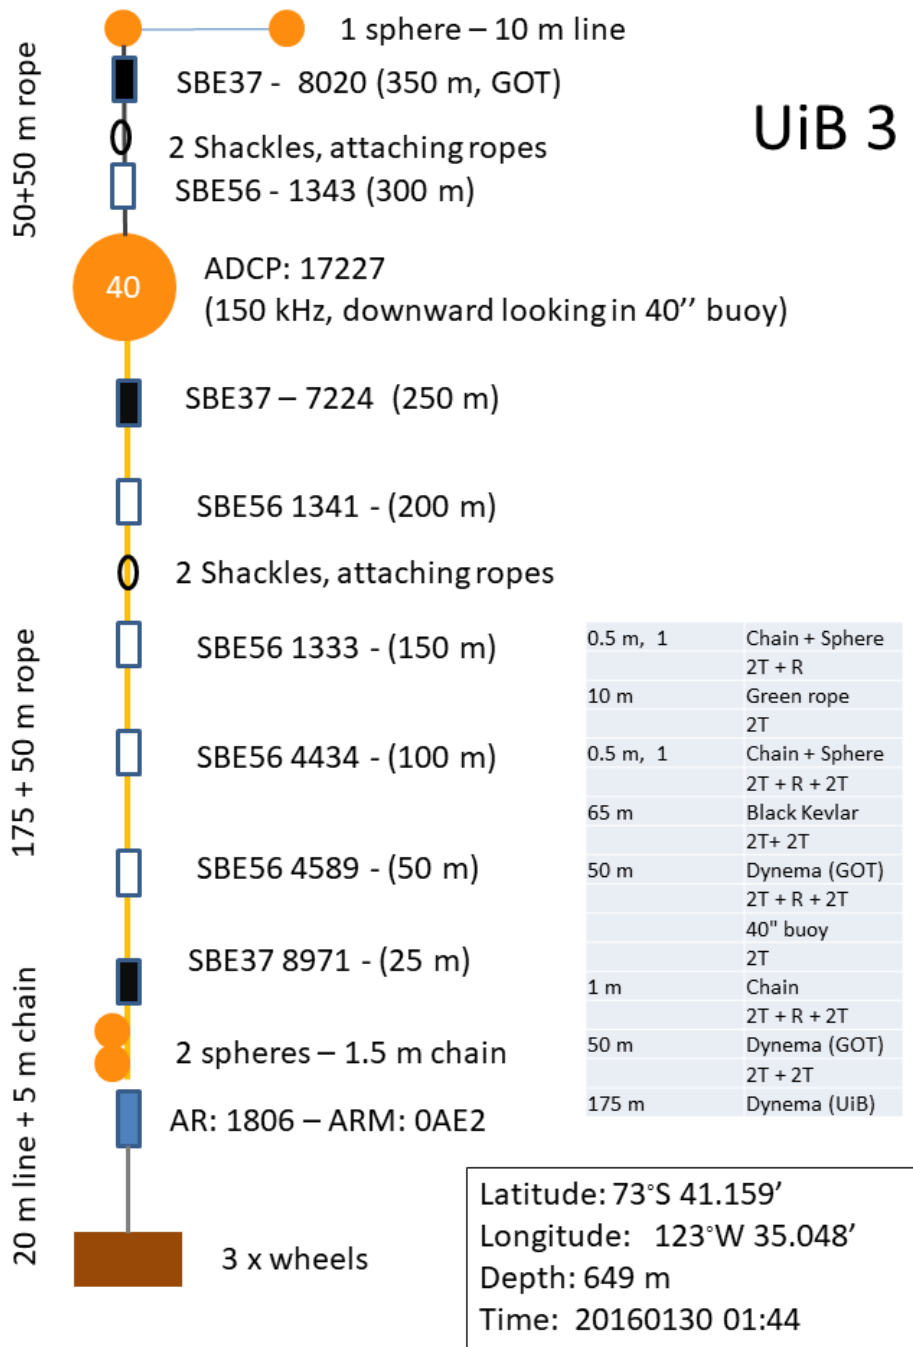 1 sphere – 10 m line
SBE37 - 8020 (350 m, GOT)
UiB 3
2 Shackles, attaching ropes
SBE56 - 1343 (300 m)
50+50 m rope
40
ADCP: 17227
(150 kHz, downward looking in 40’’ buoy)
SBE37 – 7224 (250 m)
SBE56 1341 - (200 m)
2 Shackles, attaching ropes
SBE56 1333 - (150 m)
SBE56 4434 - (100 m)
175 + 50 m rope
SBE56 4589 - (50 m)
SBE37 8971 - (25 m)
2 spheres – 1.5 m chain
AR: 1806 – ARM: 0AE2
20 m line + 5 m chain
3 x wheels
0.5 m, 1 Chain + Sphere
2T + R
10 m Green rope
2T
0.5 m, 1 Chain + Sphere
2T + R + 2T
65 m Black Kevlar
2T+ 2T
50 m Dynema (GOT)
2T + R + 2T
40" buoy
2T
1 m Chain
2T + R + 2T
50 m Dynema (GOT)
2T + 2T
175 m Dynema (UiB)
Latitude: 73°S 41.159’
Longitude: 123°W 35.048’
Depth: 649 m
Time: 20160130 01:44